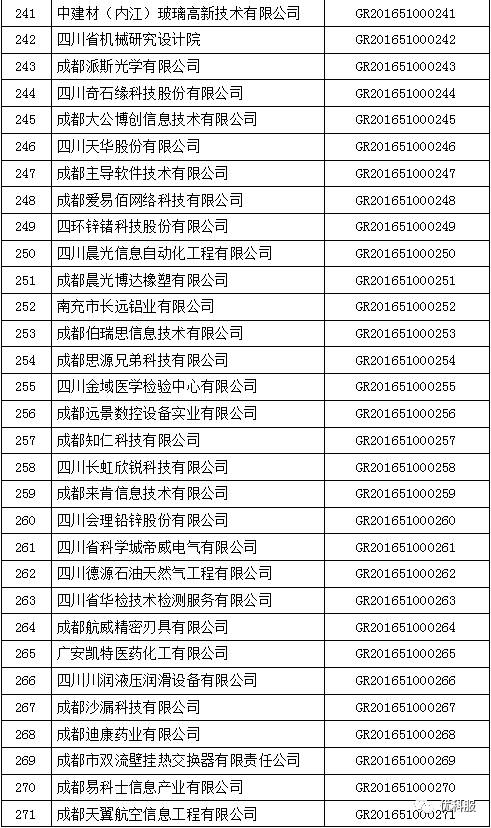 241 中建材（内江）玻璃高新技术有限公司 GR201651000241
242 四川省机械研究设计院 GR201651000242
243 成都派斯光学有限公司 GR201651000243
244 四川奇石缘科技股份有限公司 GR201651000244
245 成都大公博创信息技术有限公司 GR201651000245
246 四川天华股份有限公司 GR201651000246
247 成都主导软件技术有限公司 GR201651000247
248 成都爱易佰网络科技有限公司 GR201651000248
249 四环锌锗科技股份有限公司 GR201651000249
250 四川晨光信息自动化工程有限公司 GR201651000250
251 成都晨光博达橡塑有限公司 GR201651000251
252 南充市长远铝业有限公司 GR201651000252
253 成都伯瑞思信息技术有限公司 GR201651000253
254 成都思源兄弟科技有限公司 GR201651000254
255 四川金域医学检验中心有限公司 GR201651000255
256 成都远景数控设备实业有限公司 GR201651000256
257 成都知仁科技有限公司 GR201651000257
258 四川长虹欣锐科技有限公司 GR201651000258
259 成都来肯信息技术有限公司 GR201651000259
260 四川会理铅锌股份有限公司 GR201651000260
261 四川省科学城帝威电气有限公司 GR201651000261
262 四川德源石油天然气工程有限公司 GR201651000262
263 四川省华检技术检测服务有限公司 GR201651000263
264 成都航威精密刃具有限公司 GR201651000264
265 广安凯特医药化工有限公司 GR201651000265
266 四川川润液压润滑设备有限公司 GR201651000266
267 成都沙漏科技有限公司 GR201651000267
268 成都迪康药业有限公司 GR201651000268
269 成都市双流壁挂热交换器有限责任公司 GR201651000269
270 成都易科士信息产业有限公司 GR201651000270
271 成都天翼航空信息工程有限公司 GR201651000271
优科服